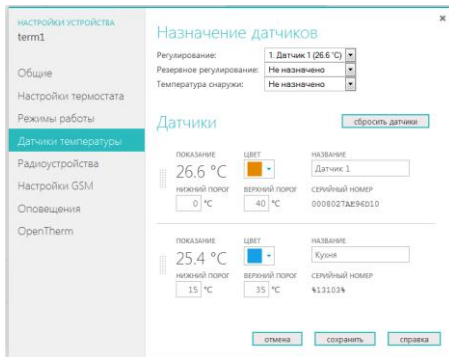 НАСТРОЙКИ УСТРОЙСТВА
term1
Общие
Настройки термостата
Режимы работы
Датчики температуры
Радиоустройства
Настройки GSM
Оповещения
OpenTherm
Назначение датчиков
Регулирование: 1. Датчик 1 (26.6 °C)
Резервное регулирование: Не назначено
Температура снаружи: Не назначено
Датчики сбросить датчики
ПОКАЗАНИЕ ЦВЕТ НАЗВАНИЕ
26.6 °C Датчик 1
НИЖНИЙ ПОРОГ ВЕРХНИЙ ПОРОГ СЕРИЙНЫЙ НОМЕР
0 °C 40 °C 0008027AE96D10
ПОКАЗАНИЕ ЦВЕТ НАЗВАНИЕ
25.4 °C Кухня
НИЖНИЙ ПОРОГ ВЕРХНИЙ ПОРОГ СЕРИЙНЫЙ НОМЕР
15 °C 35 °C %13103%
отмена сохранить справка